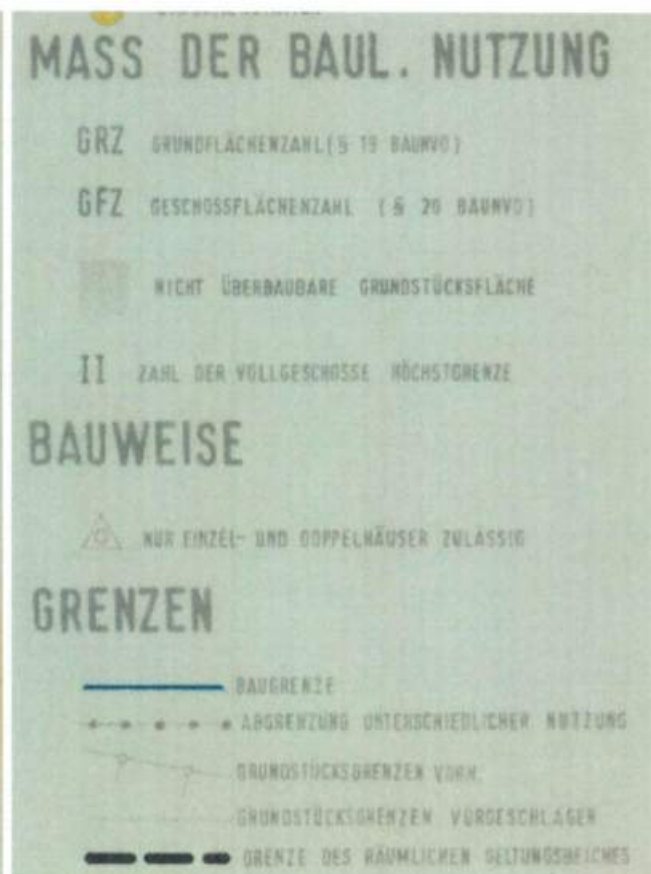 MASS DER BAUL. NUTZUNG
GRZ GRUNDFLÄCHENZAHL (§ 19 BAUNVO)
GFZ GESCHOSSFLÄCHENZAHL (§ 20 BAUNVO)
NICHT ÜBERBAUBARE GRUNDSTÜCKSFLÄCHE
II ZAHL DER VOLLGESCHOSSE HÖCHSTGRENZE
BAUWEISE
NUR EINZEL- UND DOPPELHÄUSER ZULÄSSIG
GRENZEN
BAUGRENZE
ABGRENZUNG UNTERSCHIEDLICHER NUTZUNG
GRUNDSTÜCKSGRENZEN VORH.
GRUNDSTÜCKSGRENZEN VORGESCHLAGEN
GRENZE DES RÄUMLICHEN GELTUNGSBEICHES